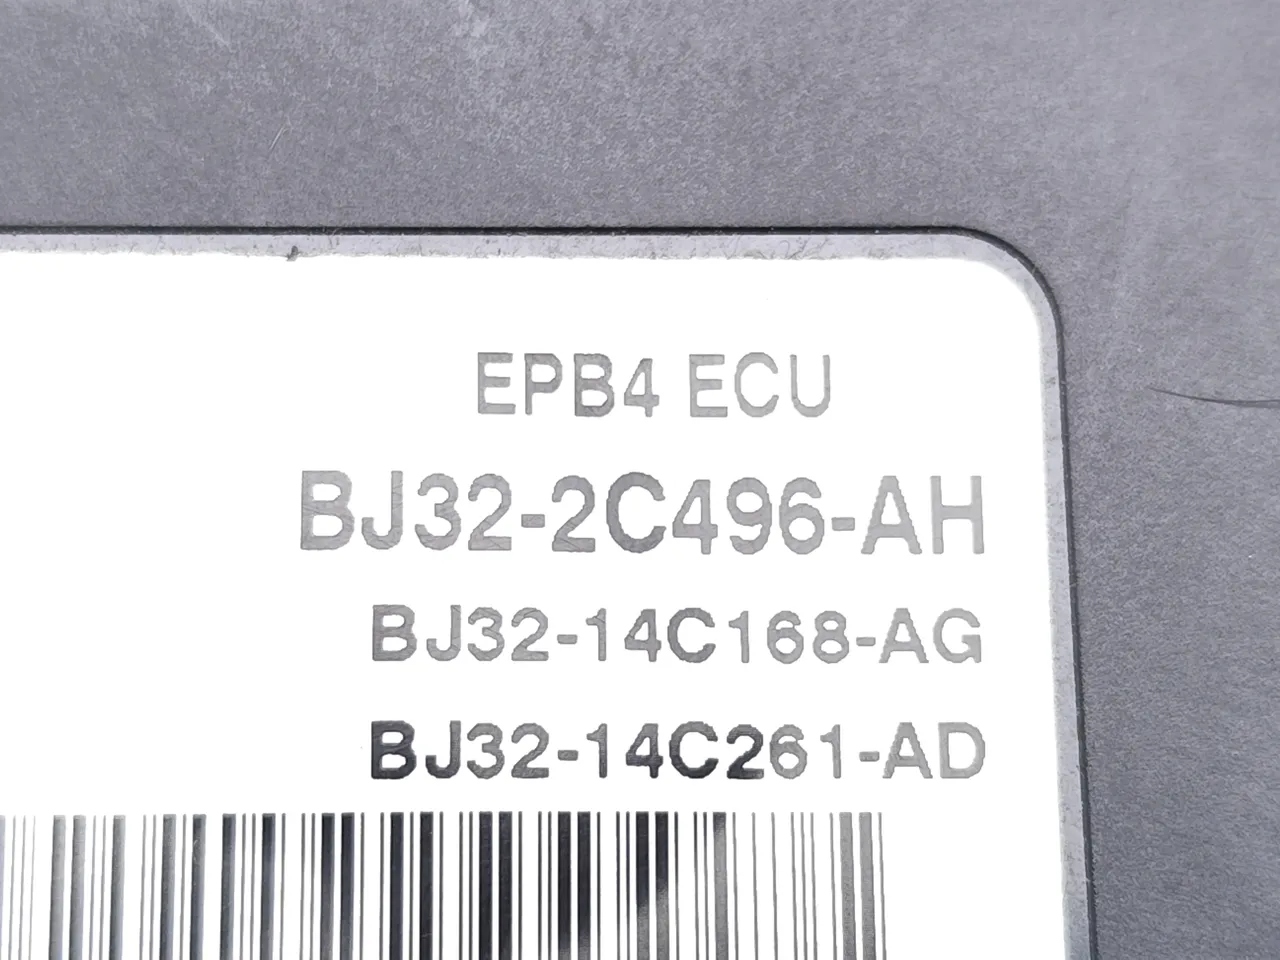 EPB4 ECU
BJ32-2C496-AH
BJ32-14C168-AG
BJ32-14C261-AD